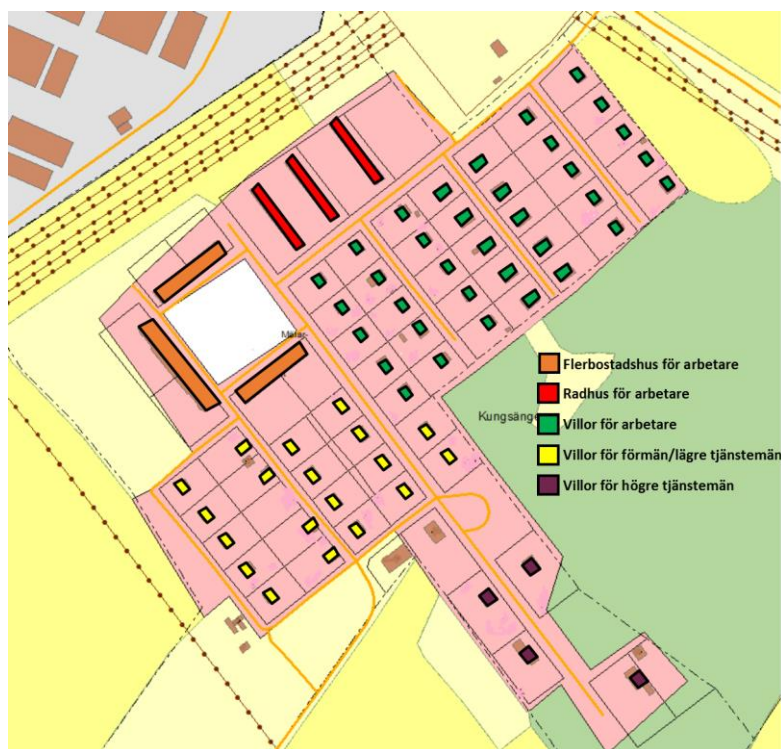 Mälar
Flerbostadshus för arbetare
Radhus för arbetare
Kungsänge
Villor för arbetare
Villor för förmän/lägre tjänstemän
Villor för högre tjänstemän